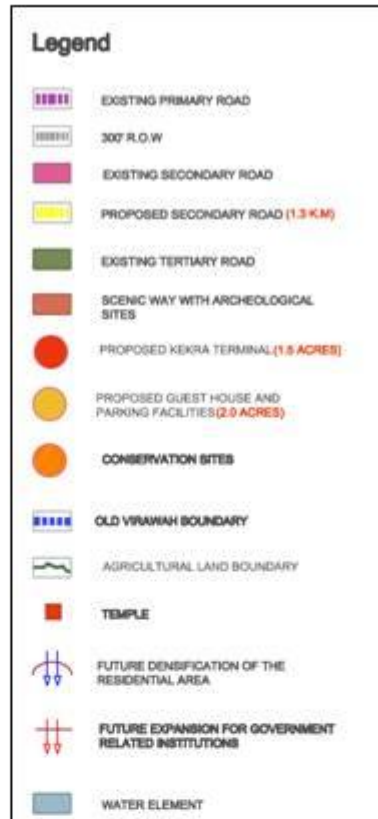 Legend
EXISTING PRIMARY ROAD
300' R.O.W
EXISTING SECONDARY ROAD
PROPOSED SECONDARY ROAD (1.3 K.M)
EXISTING TERTIARY ROAD
SCENIC WAY WITH ARCHEOLOGICAL
SITES
PROPOSED KEKRA TERMINAL(1.5 ACRES)
PROPOSED GUEST HOUSE AND
PARKING FACILITIES(2.0 ACRES)
CONSERVATION SITES
OLD VIRAWAH BOUNDARY
AGRICULTURAL LAND BOUNDARY
TEMPLE
FUTURE DENSIFICATION OF THE
RESIDENTIAL AREA
FUTURE EXPANSION FOR GOVERNMENT
RELATED INSTITUTIONS
WATER ELEMENT